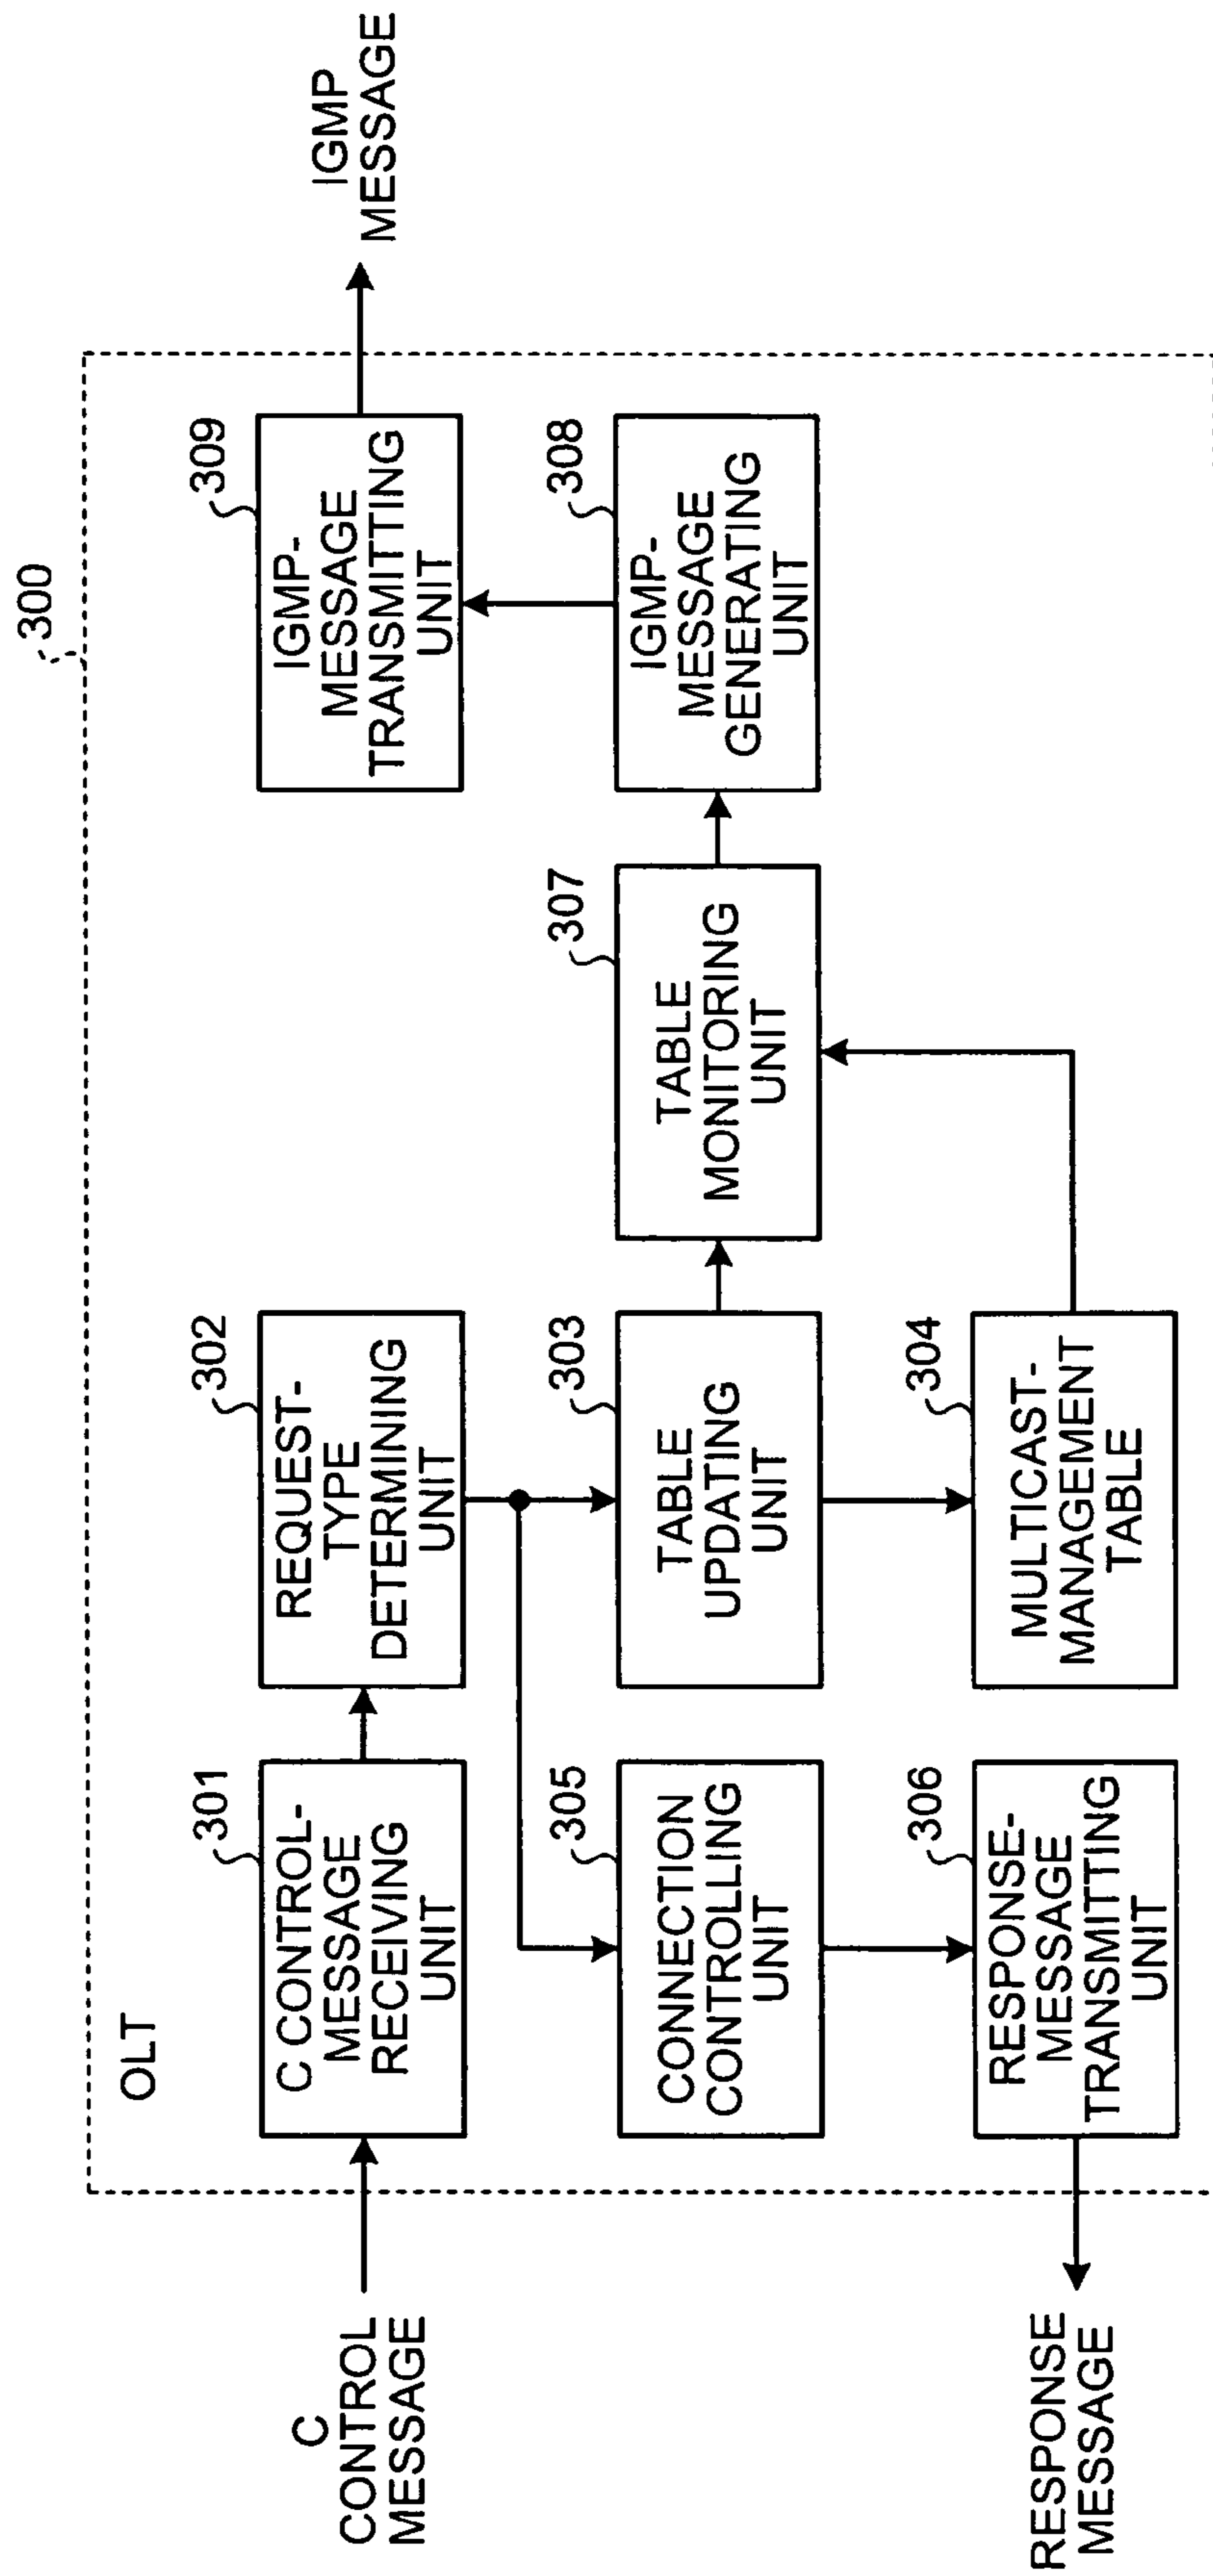 300
OLT
C
CONTROL
MESSAGE
301
C CONTROL-
MESSAGE
RECEIVING
UNIT
302
REQUEST-
TYPE
DETERMINING
UNIT
309
IGMP-
MESSAGE
TRANSMITTING
UNIT
IGMP
MESSAGE
305
CONNECTION
CONTROLLING
UNIT
303
TABLE
UPDATING
UNIT
307
TABLE
MONITORING
UNIT
308
IGMP-
MESSAGE
GENERATING
UNIT
RESPONSE
MESSAGE
306
RESPONSE-
MESSAGE
TRANSMITTING
UNIT
304
MULTICAST-
MANAGEMENT
TABLE